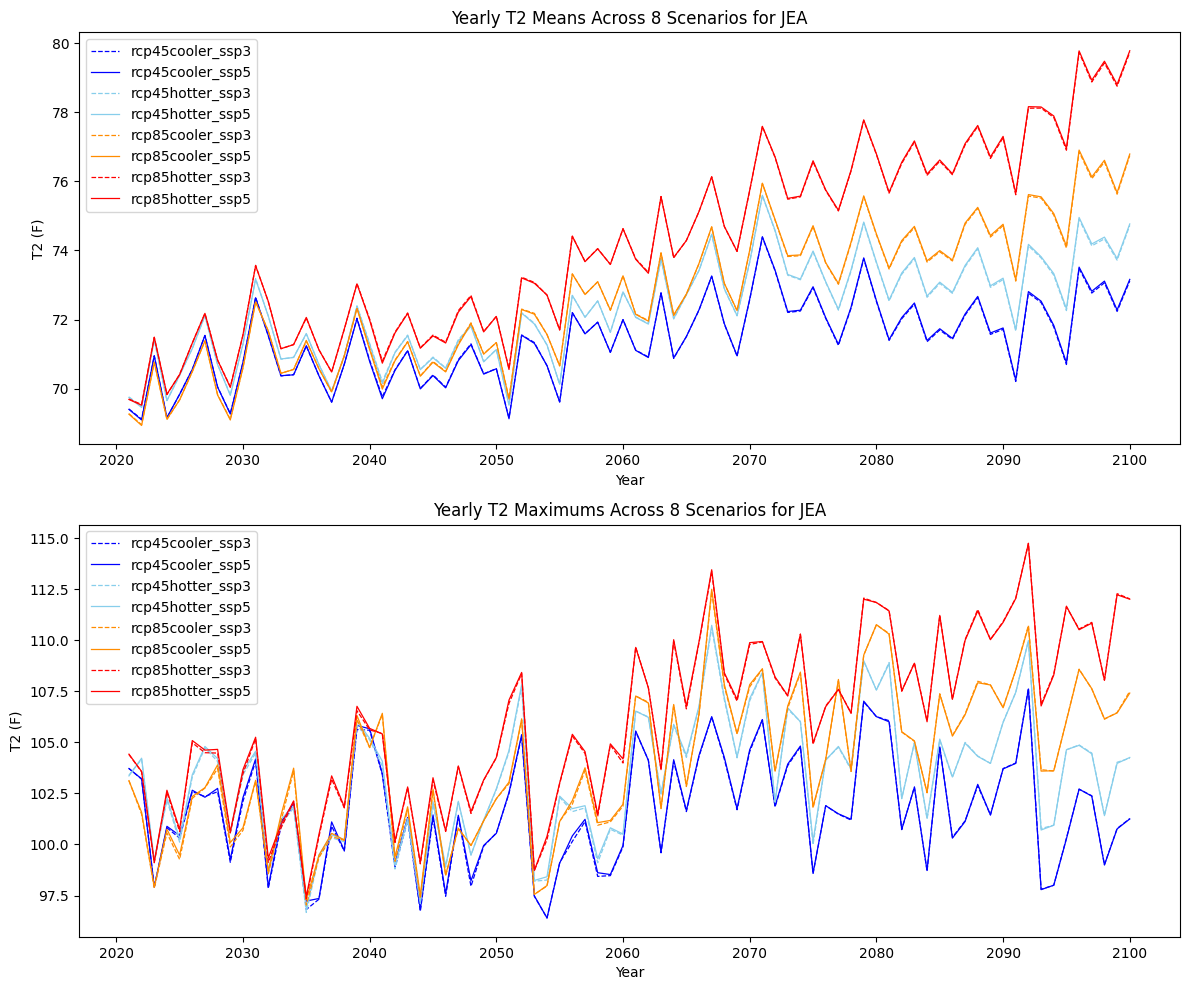 Yearly T2 Means Across 8 Scenarios for JEA
80
78
76
74
72
70
T2 (F)
rcp45cooler_ssp3
rcp45cooler_ssp5
rcp45hotter_ssp3
rcp45hotter_ssp5
rcp85cooler_ssp3
rcp85cooler_ssp5
rcp85hotter_ssp3
rcp85hotter_ssp5
2020 2030 2040 2050 2060 2070 2080 2090 2100
Year
Yearly T2 Maximums Across 8 Scenarios for JEA
115.0
112.5
110.0
107.5
105.0
102.5
100.0
97.5
T2 (F)
rcp45cooler_ssp3
rcp45cooler_ssp5
rcp45hotter_ssp3
rcp45hotter_ssp5
rcp85cooler_ssp3
rcp85cooler_ssp5
rcp85hotter_ssp3
rcp85hotter_ssp5
2020 2030 2040 2050 2060 2070 2080 2090 2100
Year